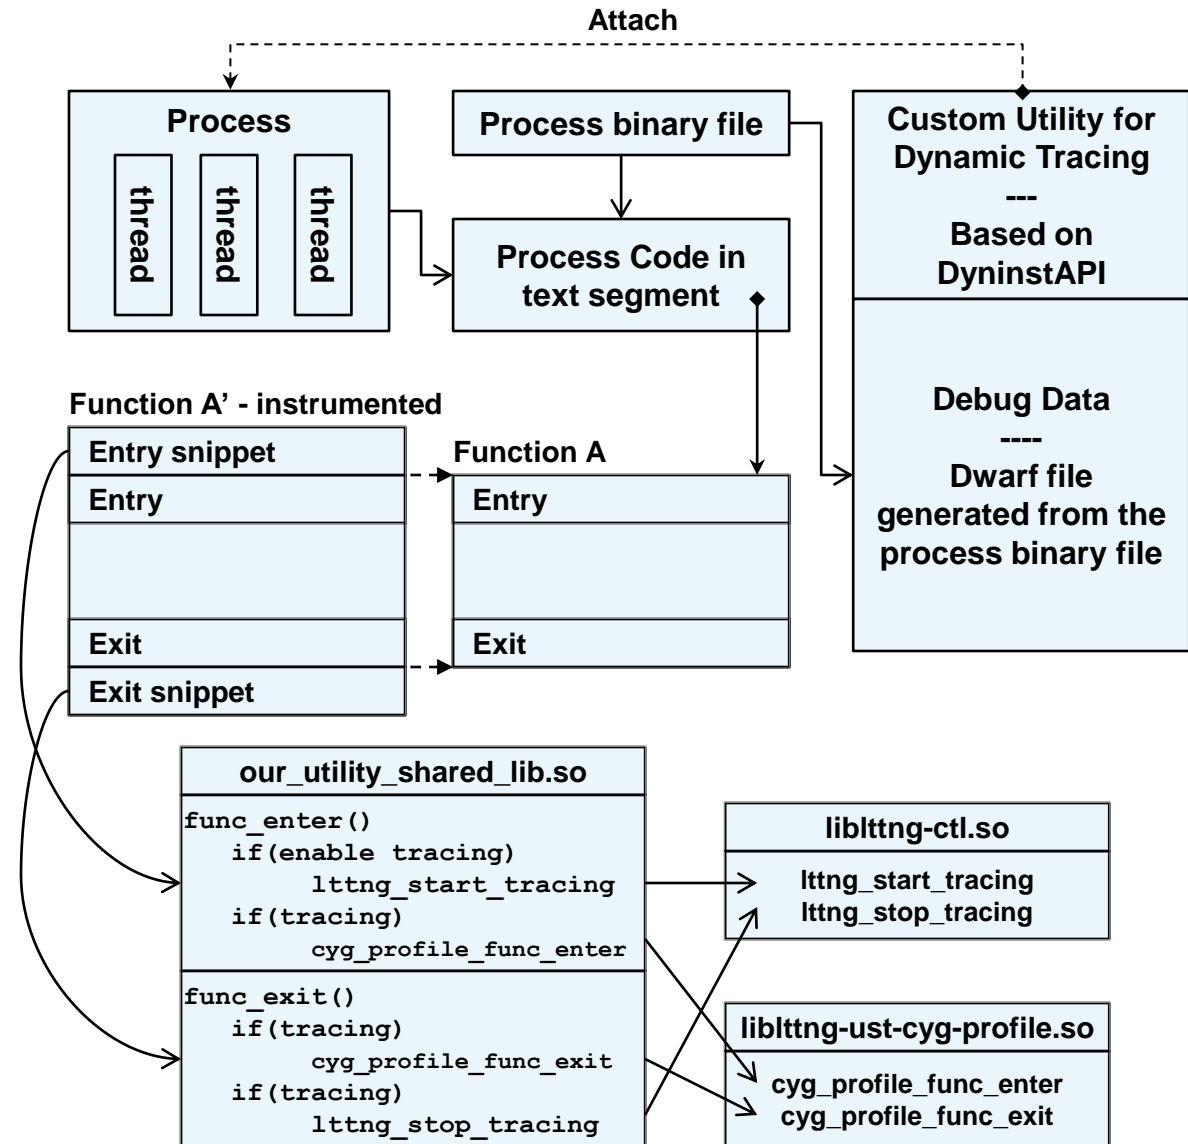 Attach
Process
thread
thread
thread
Process binary file
Process Code in
text segment
Custom Utility for
Dynamic Tracing
---
Based on
DyninstAPI
Debug Data
----
Dwarf file
generated from the
process binary file
Function A’ - instrumented
Entry snippet
Entry
Exit
Exit snippet
Function A
Entry
Exit
our_utility_shared_lib.so
func_enter()
if(enable tracing)
lttng_start_tracing
if(tracing)
cyg_profile_func_enter
func_exit()
if(tracing)
cyg_profile_func_exit
if(tracing)
lttng_stop_tracing
liblttng-ctl.so
lttng_start_tracing
lttng_stop_tracing
liblttng-ust-cyg-profile.so
cyg_profile_func_enter
cyg_profile_func_exit